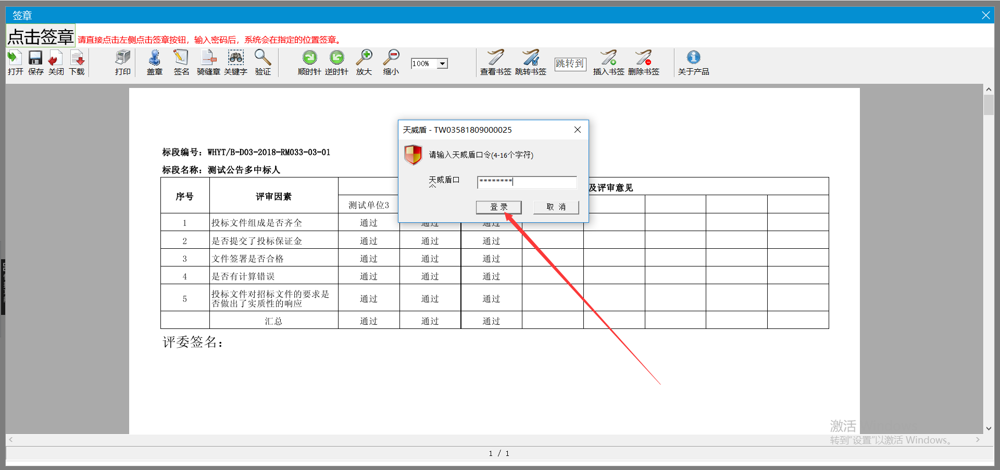 签章
点击签章 请直接点击左侧点击签章按钮，输入密码后，系统会在指定的位置签章。
打开 保存 关闭 下载 打印 盖章 签名 骑缝章 关键字 验证 顺时针 逆时针 放大 缩小 100% 查看书签 跳转书签 跳转到 插入书签 删除书签 关于产品
天威盾 - TW03581809000025
请输入天威盾口令(4-16个字符)
天威盾口
********
登 录 取 消
标段编号：WHYT/B-D03-2018-RM033-03-01
标段名称：测试公告多中标人
序号 评审因素 及评审意见
测试单位3
1 投标文件组成是否齐全 通过 通过 通过
2 是否提交了投标保证金 通过 通过 通过
3 文件签署是否合格 通过 通过 通过
4 是否有计算错误 通过 通过 通过
5 投标文件对招标文件的要求是
否做出了实质性的响应 通过 通过 通过
汇总 通过 通过 通过
评委签名：
激活 Windows
转到"设置"以激活 Windows。
1 / 1